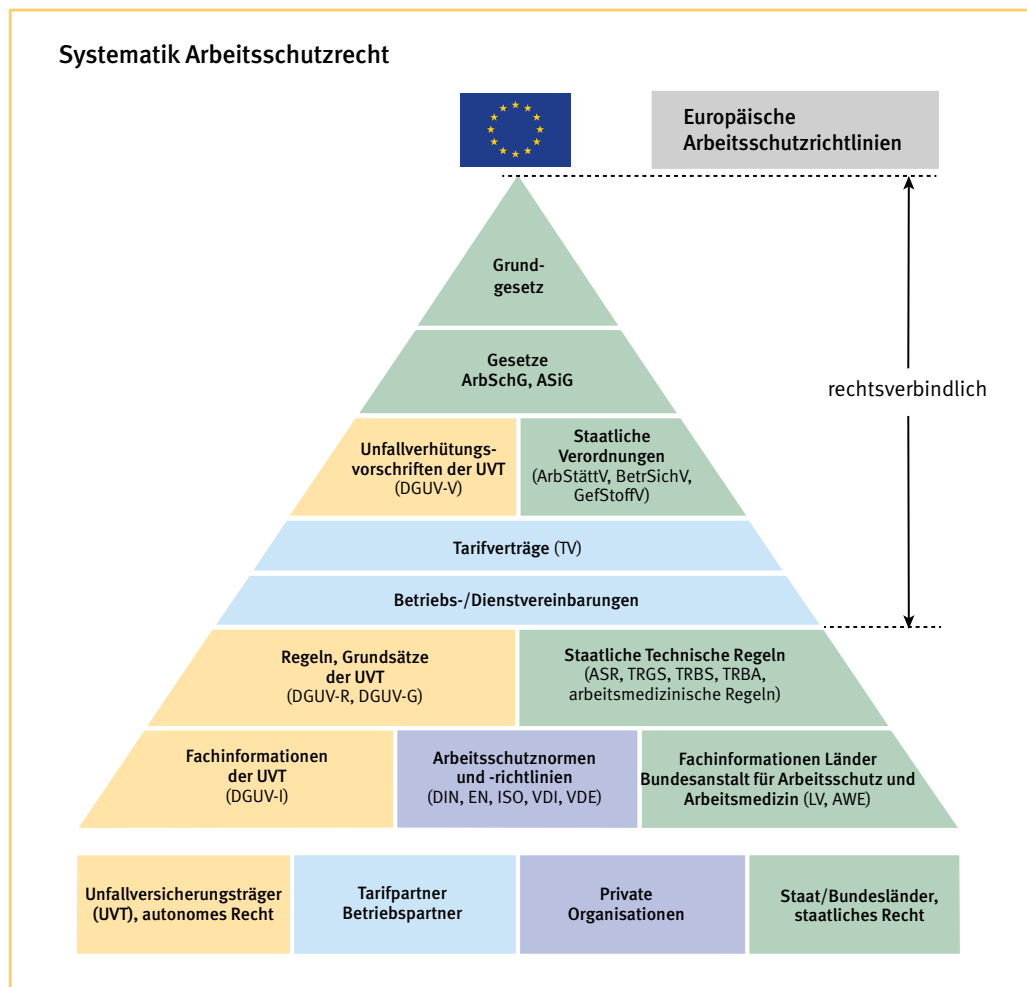 Systematik Arbeitsschutzrecht
Europäische
Arbeitsschutzrichtlinien
Grund-
gesetz
Gesetze
ArbSchG, ASiG
rechtsverbindlich
Unfallverhütungs-
vorschriften der UVT
(DGUV-V)
Staatliche
Verordnungen
(ArbStättV, BetrSichV,
GefStoffV)
Tarifverträge (TV)
Betriebs-/Dienstvereinbarungen
Regeln, Grundsätze
der UVT
(DGUV-R, DGUV-G)
Staatliche Technische Regeln
(ASR, TRGS, TRBS, TRBA,
arbeitsmedizinische Regeln)
Fachinformationen
der UVT
(DGUV-I)
Arbeitsschutznormen
und -richtlinien
(DIN, EN, ISO, VDI, VDE)
Fachinformationen Länder
Bundesanstalt für Arbeitsschutz und
Arbeitsmedizin (LV, AWE)
Unfallversicherungsträger
(UVT), autonomes Recht
Tarifpartner
Betriebspartner
Private
Organisationen
Staat/Bundesländer,
staatliches Recht